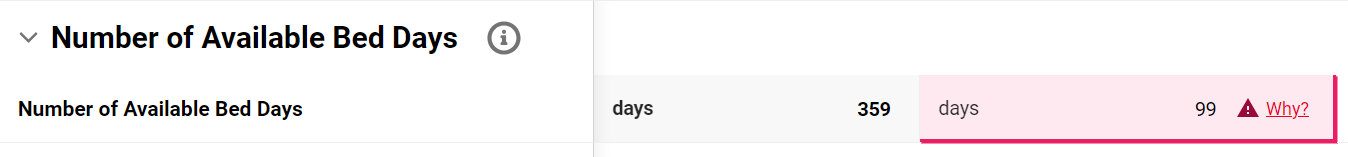 Number of Available Bed Days
Number of Available Bed Days days 359 days 99 Why?